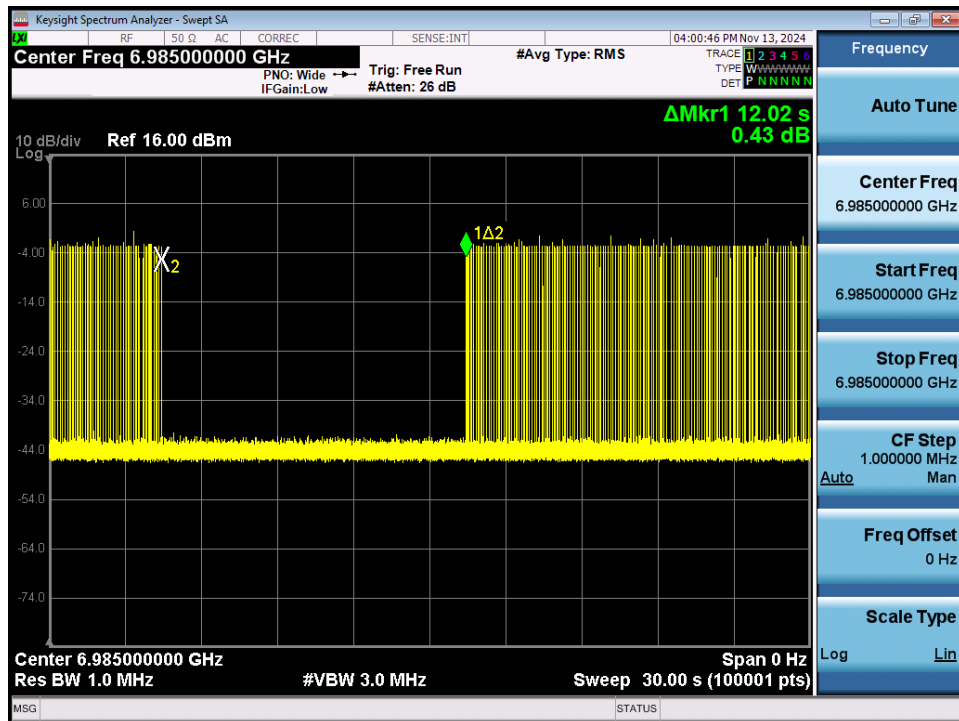 Keysight Spectrum Analyzer - Swept SA
LXI RF 50 Ω AC CORREC SENSE:INT 04:00:46 PM Nov 13, 2024
Center Freq 6.985000000 GHz
PNO: Wide
IFGain:Low
Trig: Free Run
#Atten: 26 dB
#Avg Type: RMS
TRACE 1 2 3 4 5 6
TYPE WWWWWW
DET P N N N N N
Frequency
ΔMkr1 12.02 s
0.43 dB
10 dB/div
Log
Ref 16.00 dBm
6.00
-4.00
-14.0
-24.0
-34.0
-44.0
-54.0
-64.0
-74.0
X2
1Δ2
Center 6.985000000 GHz
Span 0 Hz
Res BW 1.0 MHz
#VBW 3.0 MHz
Sweep 30.00 s (100001 pts)
Auto Tune
Center Freq
6.985000000 GHz
Start Freq
6.985000000 GHz
Stop Freq
6.985000000 GHz
CF Step
1.000000 MHz
Auto Man
Freq Offset
0 Hz
Scale Type
Log Lin
MSG
STATUS